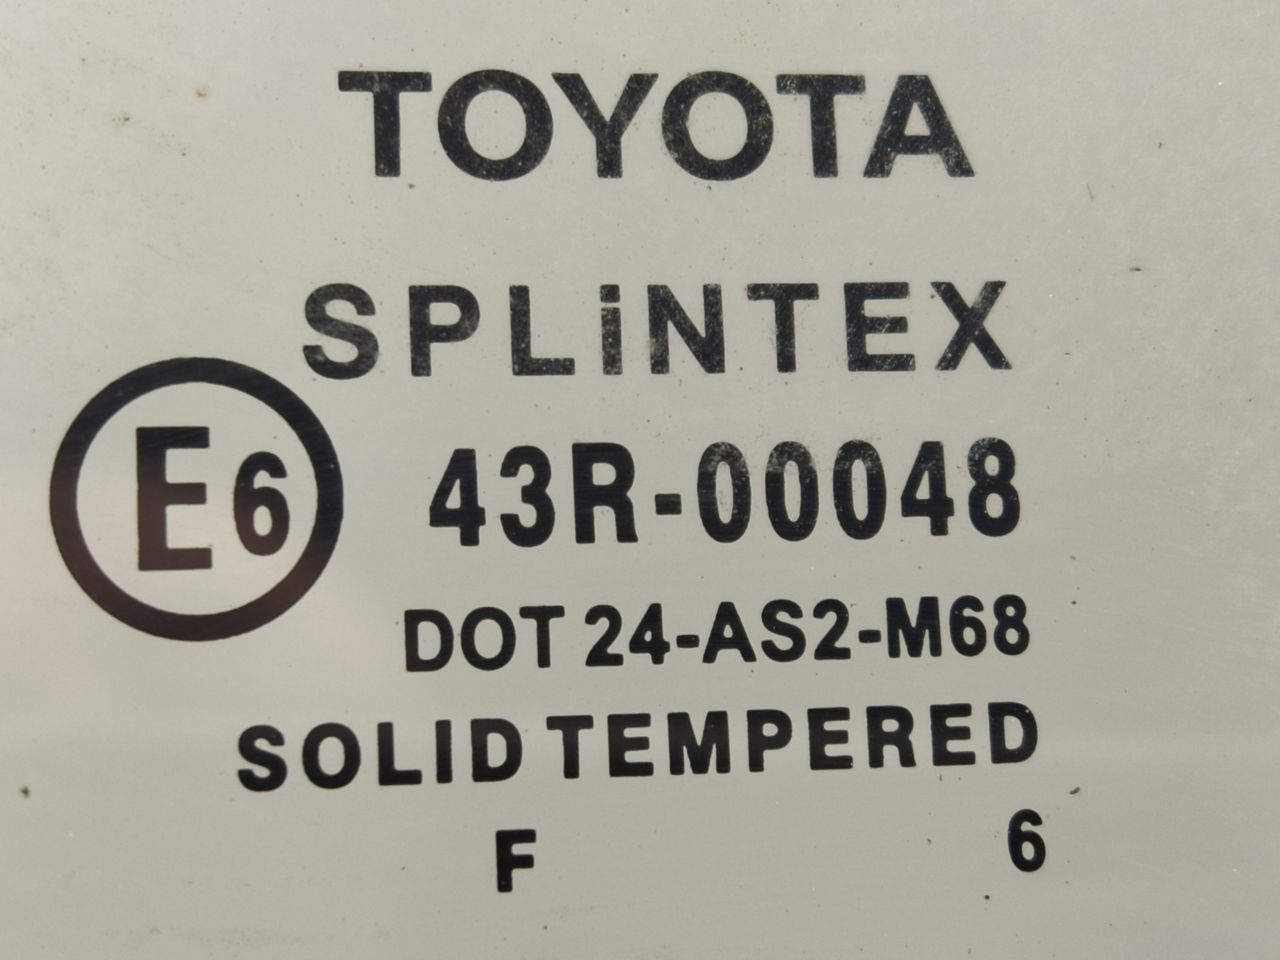 TOYOTA
SPLiNTEX
E6 43R-00048
DOT 24-AS2-M68
SOLID TEMPERED
F 6